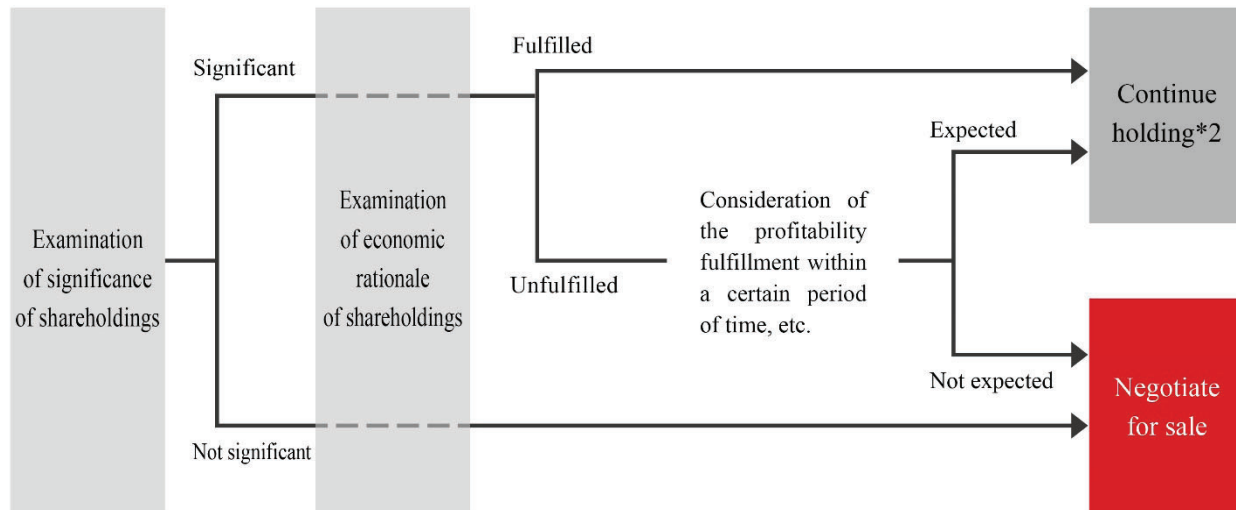 Examination
of significance
of shareholdings
Significant
Not significant
Examination
of economic
rationale
of shareholdings
Fulfilled
Unfulfilled
Consideration of
the profitability
fulfillment within
a certain period
of time, etc.
Expected
Not expected
Continue
holding*2
Negotiate
for sale